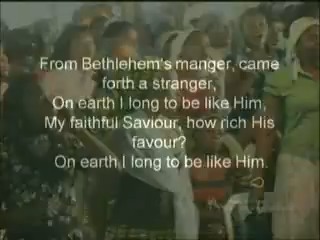 From Bethlehem's manger, came
forth a stranger,
On earth I long to be like Him,
My faithful Saviour, how rich His
favour?
On earth I long to be like Him.